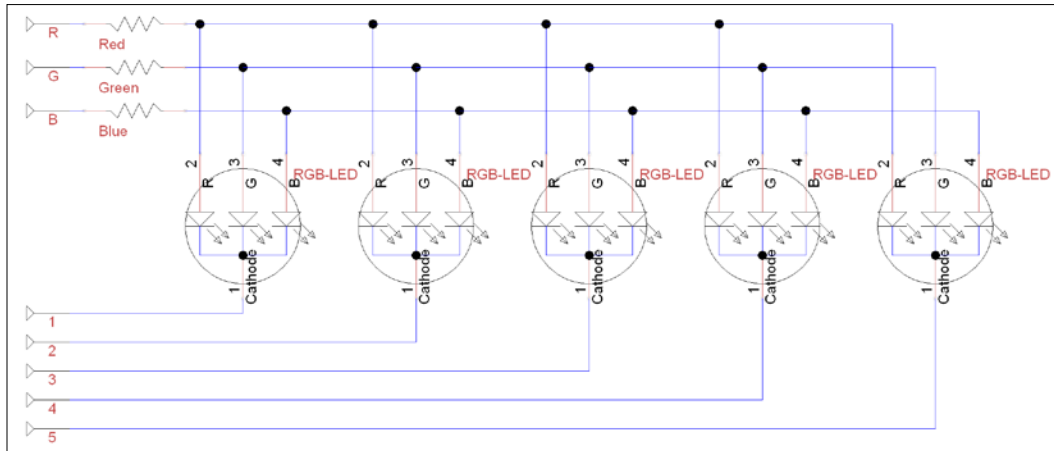 R
Red
G
Green
B
Blue
2 3 4
R G B RGB-LED
2 3 4
R G B RGB-LED
2 3 4
R G B RGB-LED
2 3 4
R G B RGB-LED
2 3 4
R G B RGB-LED
1 Cathode
1 Cathode
1 Cathode
1 Cathode
1 Cathode
1
2
3
4
5